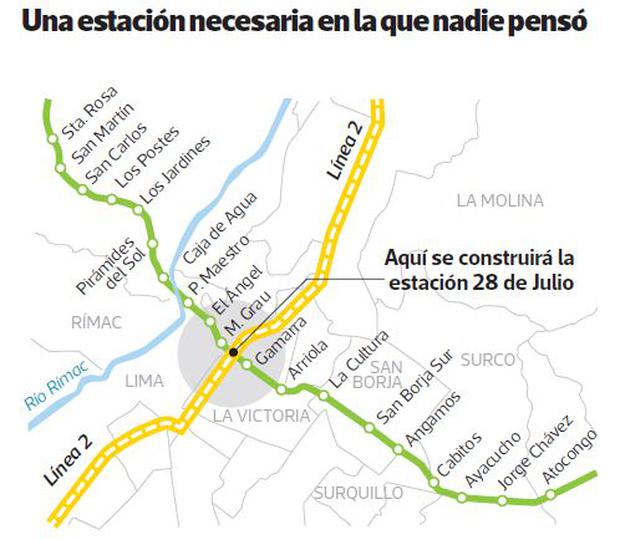 Una estación necesaria en la que nadie pensó
Sta. Rosa
San Martín
San Carlos
Los Postes
Los Jardines
Pirámides
del Sol
Caja de Agua
P. Maestro
El Ángel
M. Grau
Gamarra
Arriola
La Cultura
San Borja Sur
Angamos
Cabitos
Ayacucho
Jorge Chávez
Atocongo
Línea 2
Línea 2
Aquí se construirá la
estación 28 de Julio
LA MOLINA
RÍMAC
Río Rímac
LIMA
LA VICTORIA
SAN
BORJA
SURCO
SURQUILLO